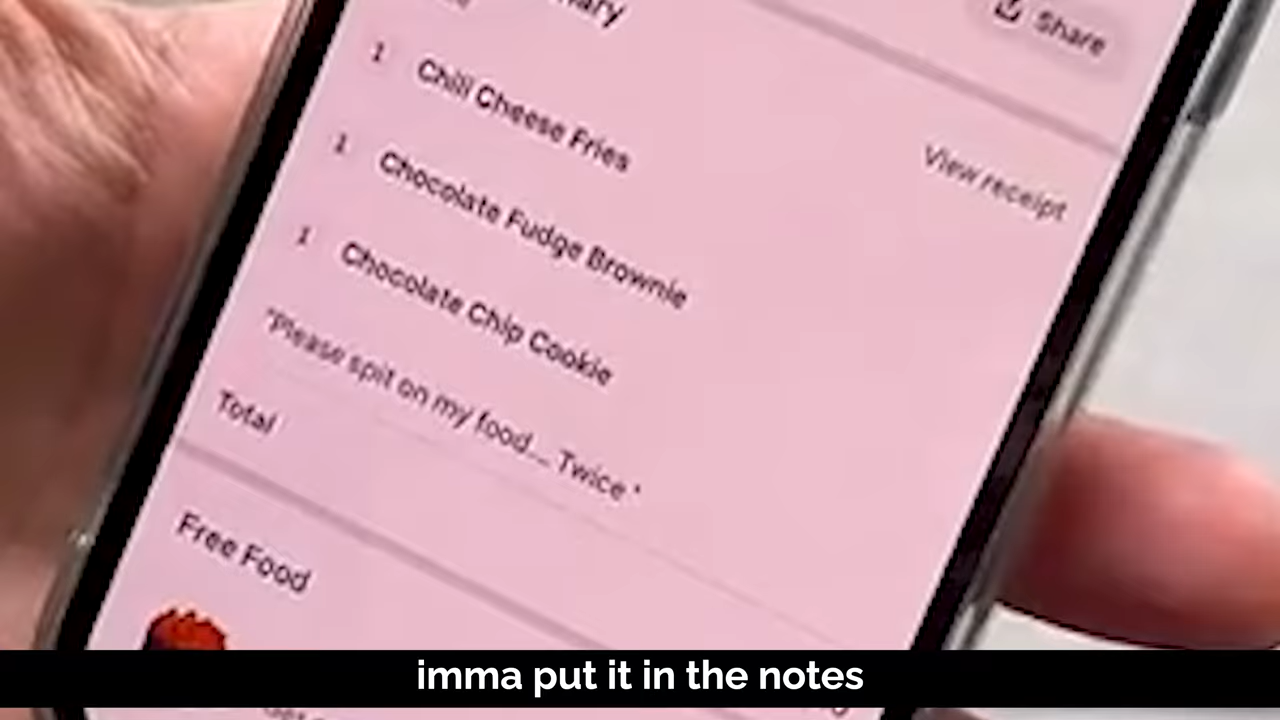 Share
View receipt
1 Chili Cheese Fries
1 Chocolate Fudge Brownie
1 Chocolate Chip Cookie
"Please spit on my food... Twice "
Total
Free Food
imma put it in the notes